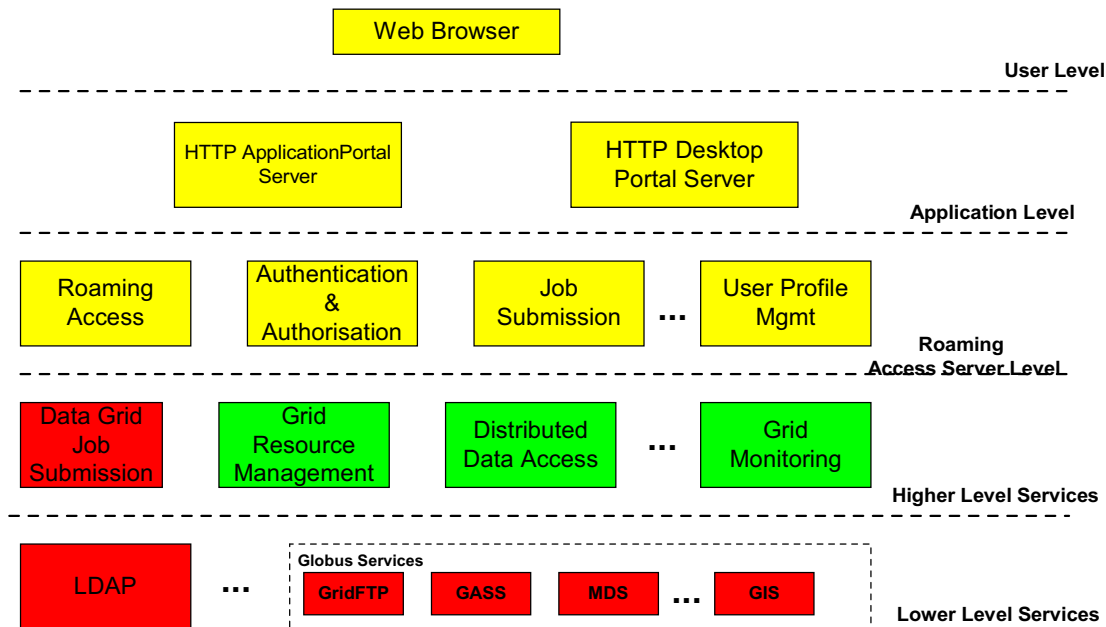 Web Browser
User Level
HTTP ApplicationPortal
Server
HTTP Desktop
Portal Server
Application Level
Roaming
Access
Authentication
&
Authorisation
Job
Submission
...
User Profile
Mgmt
Roaming
Access Server Level
Data Grid
Job
Submission
Grid
Resource
Management
Distributed
Data Access
...
Grid
Monitoring
Higher Level Services
LDAP
...
Globus Services
GridFTP
GASS
MDS
...
GIS
Lower Level Services